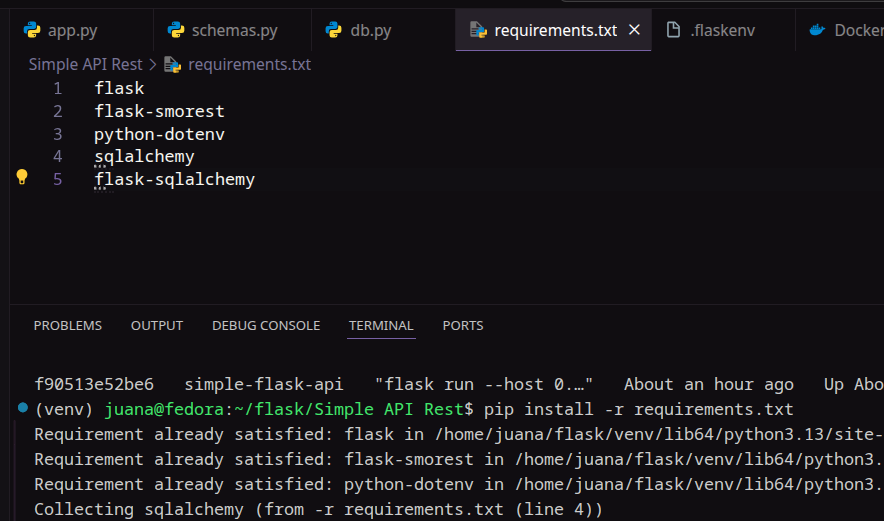 app.py schemas.py db.py requirements.txt .flaskenv
Simple API Rest > requirements.txt
1 flask
2 flask-smorest
3 python-dotenv
4 sqlalchemy
5 flask-sqlalchemy
PROBLEMS OUTPUT DEBUG CONSOLE TERMINAL PORTS
f90513e52be6 simple-flask-api "flask run --host 0.…" About an hour ago Up Abo
(venv) juana@fedora:~/flask/Simple API Rest$ pip install -r requirements.txt
Requirement already satisfied: flask in /home/juana/flask/venv/lib64/python3.13/site-
Requirement already satisfied: flask-smorest in /home/juana/flask/venv/lib64/python3.
Requirement already satisfied: python-dotenv in /home/juana/flask/venv/lib64/python3.
Collecting sqlalchemy (from -r requirements.txt (line 4))